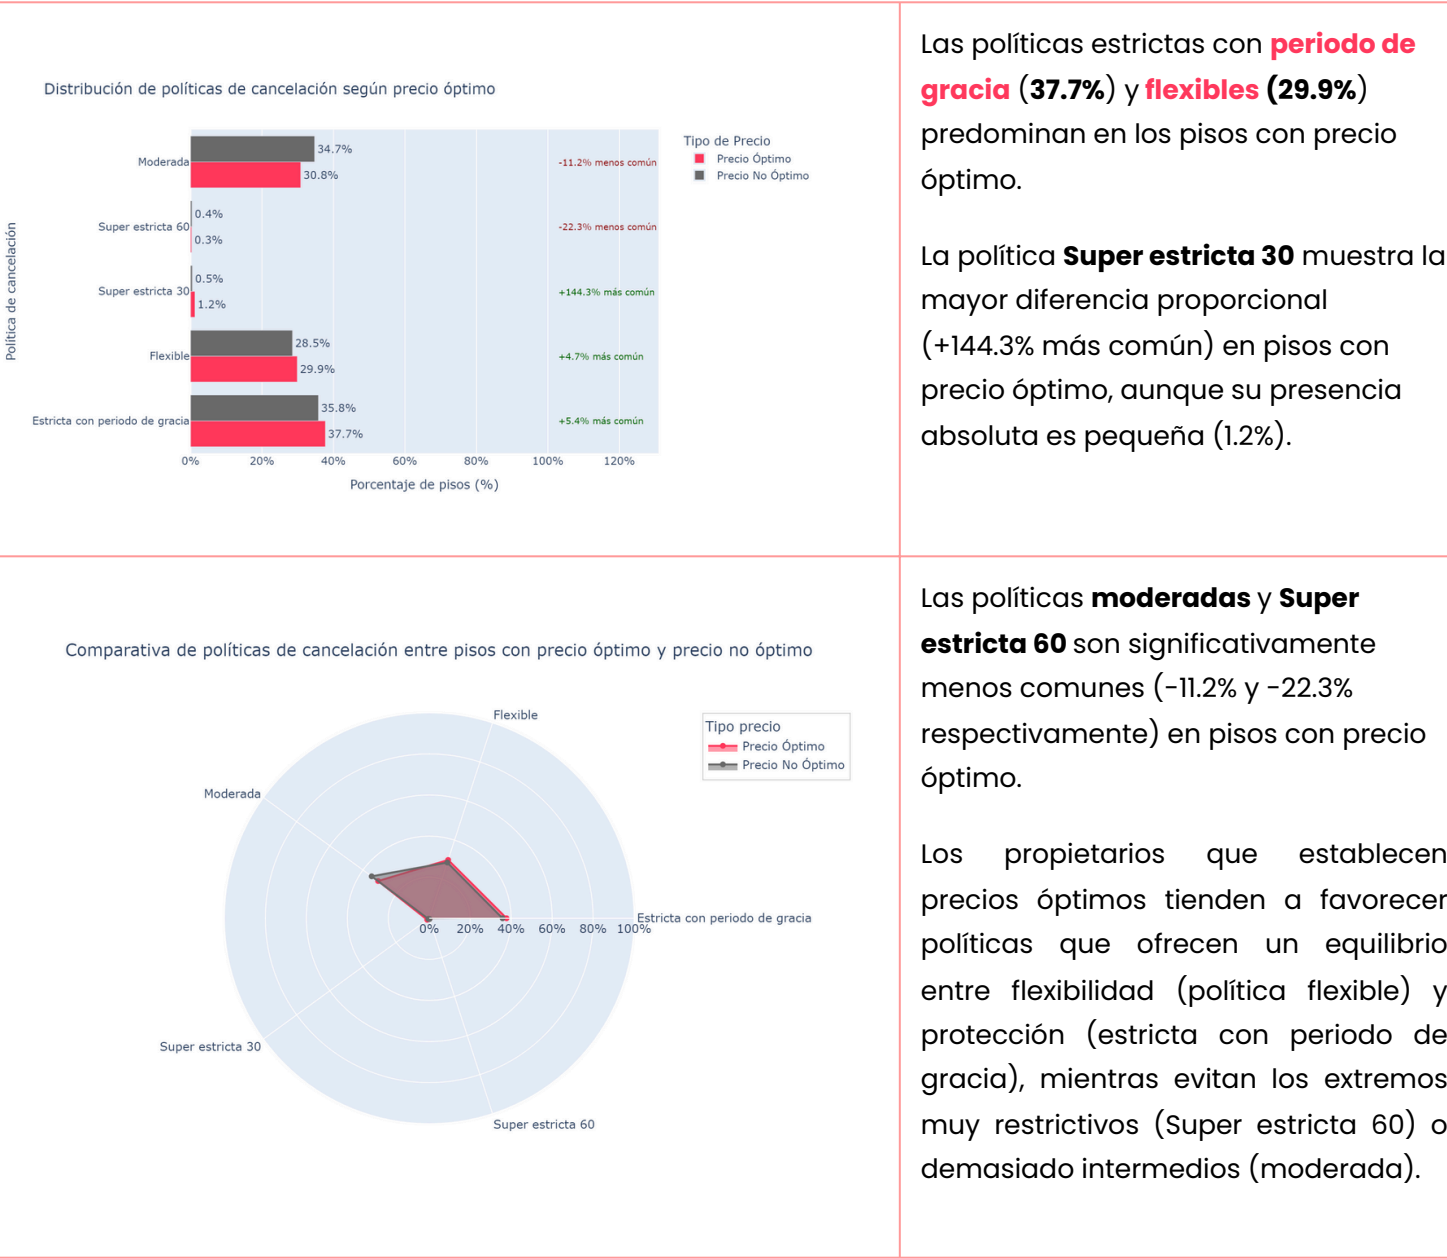 Distribución de políticas de cancelación según precio óptimo
Política de cancelación
Moderada
34.7%
30.8%
-11.2% menos común
Super estricta 60
0.4%
0.3%
-22.3% menos común
Super estricta 30
0.5%
1.2%
+144.3% más común
Flexible
28.5%
29.9%
+4.7% más común
Estricta con periodo de gracia
35.8%
37.7%
+5.4% más común
0% 20% 40% 60% 80% 100% 120%
Porcentaje de pisos (%)
Tipo de Precio
Precio Óptimo
Precio No Óptimo
Las políticas estrictas con periodo de
gracia (37.7%) y flexibles (29.9%)
predominan en los pisos con precio
óptimo.
La política Super estricta 30 muestra la
mayor diferencia proporcional
(+144.3% más común) en pisos con
precio óptimo, aunque su presencia
absoluta es pequeña (1.2%).
Comparativa de políticas de cancelación entre pisos con precio óptimo y precio no óptimo
Flexible
Moderada
Estricta con periodo de gracia
0% 20% 40% 60% 80% 100%
Super estricta 30
Super estricta 60
Tipo precio
Precio Óptimo
Precio No Óptimo
Las políticas moderadas y Super
estricta 60 son significativamente
menos comunes (-11.2% y -22.3%
respectivamente) en pisos con precio
óptimo.
Los propietarios que establecen
precios óptimos tienden a favorecer
políticas que ofrecen un equilibrio
entre flexibilidad (política flexible) y
protección (estricta con periodo de
gracia), mientras evitan los extremos
muy restrictivos (Super estricta 60) o
demasiado intermedios (moderada).